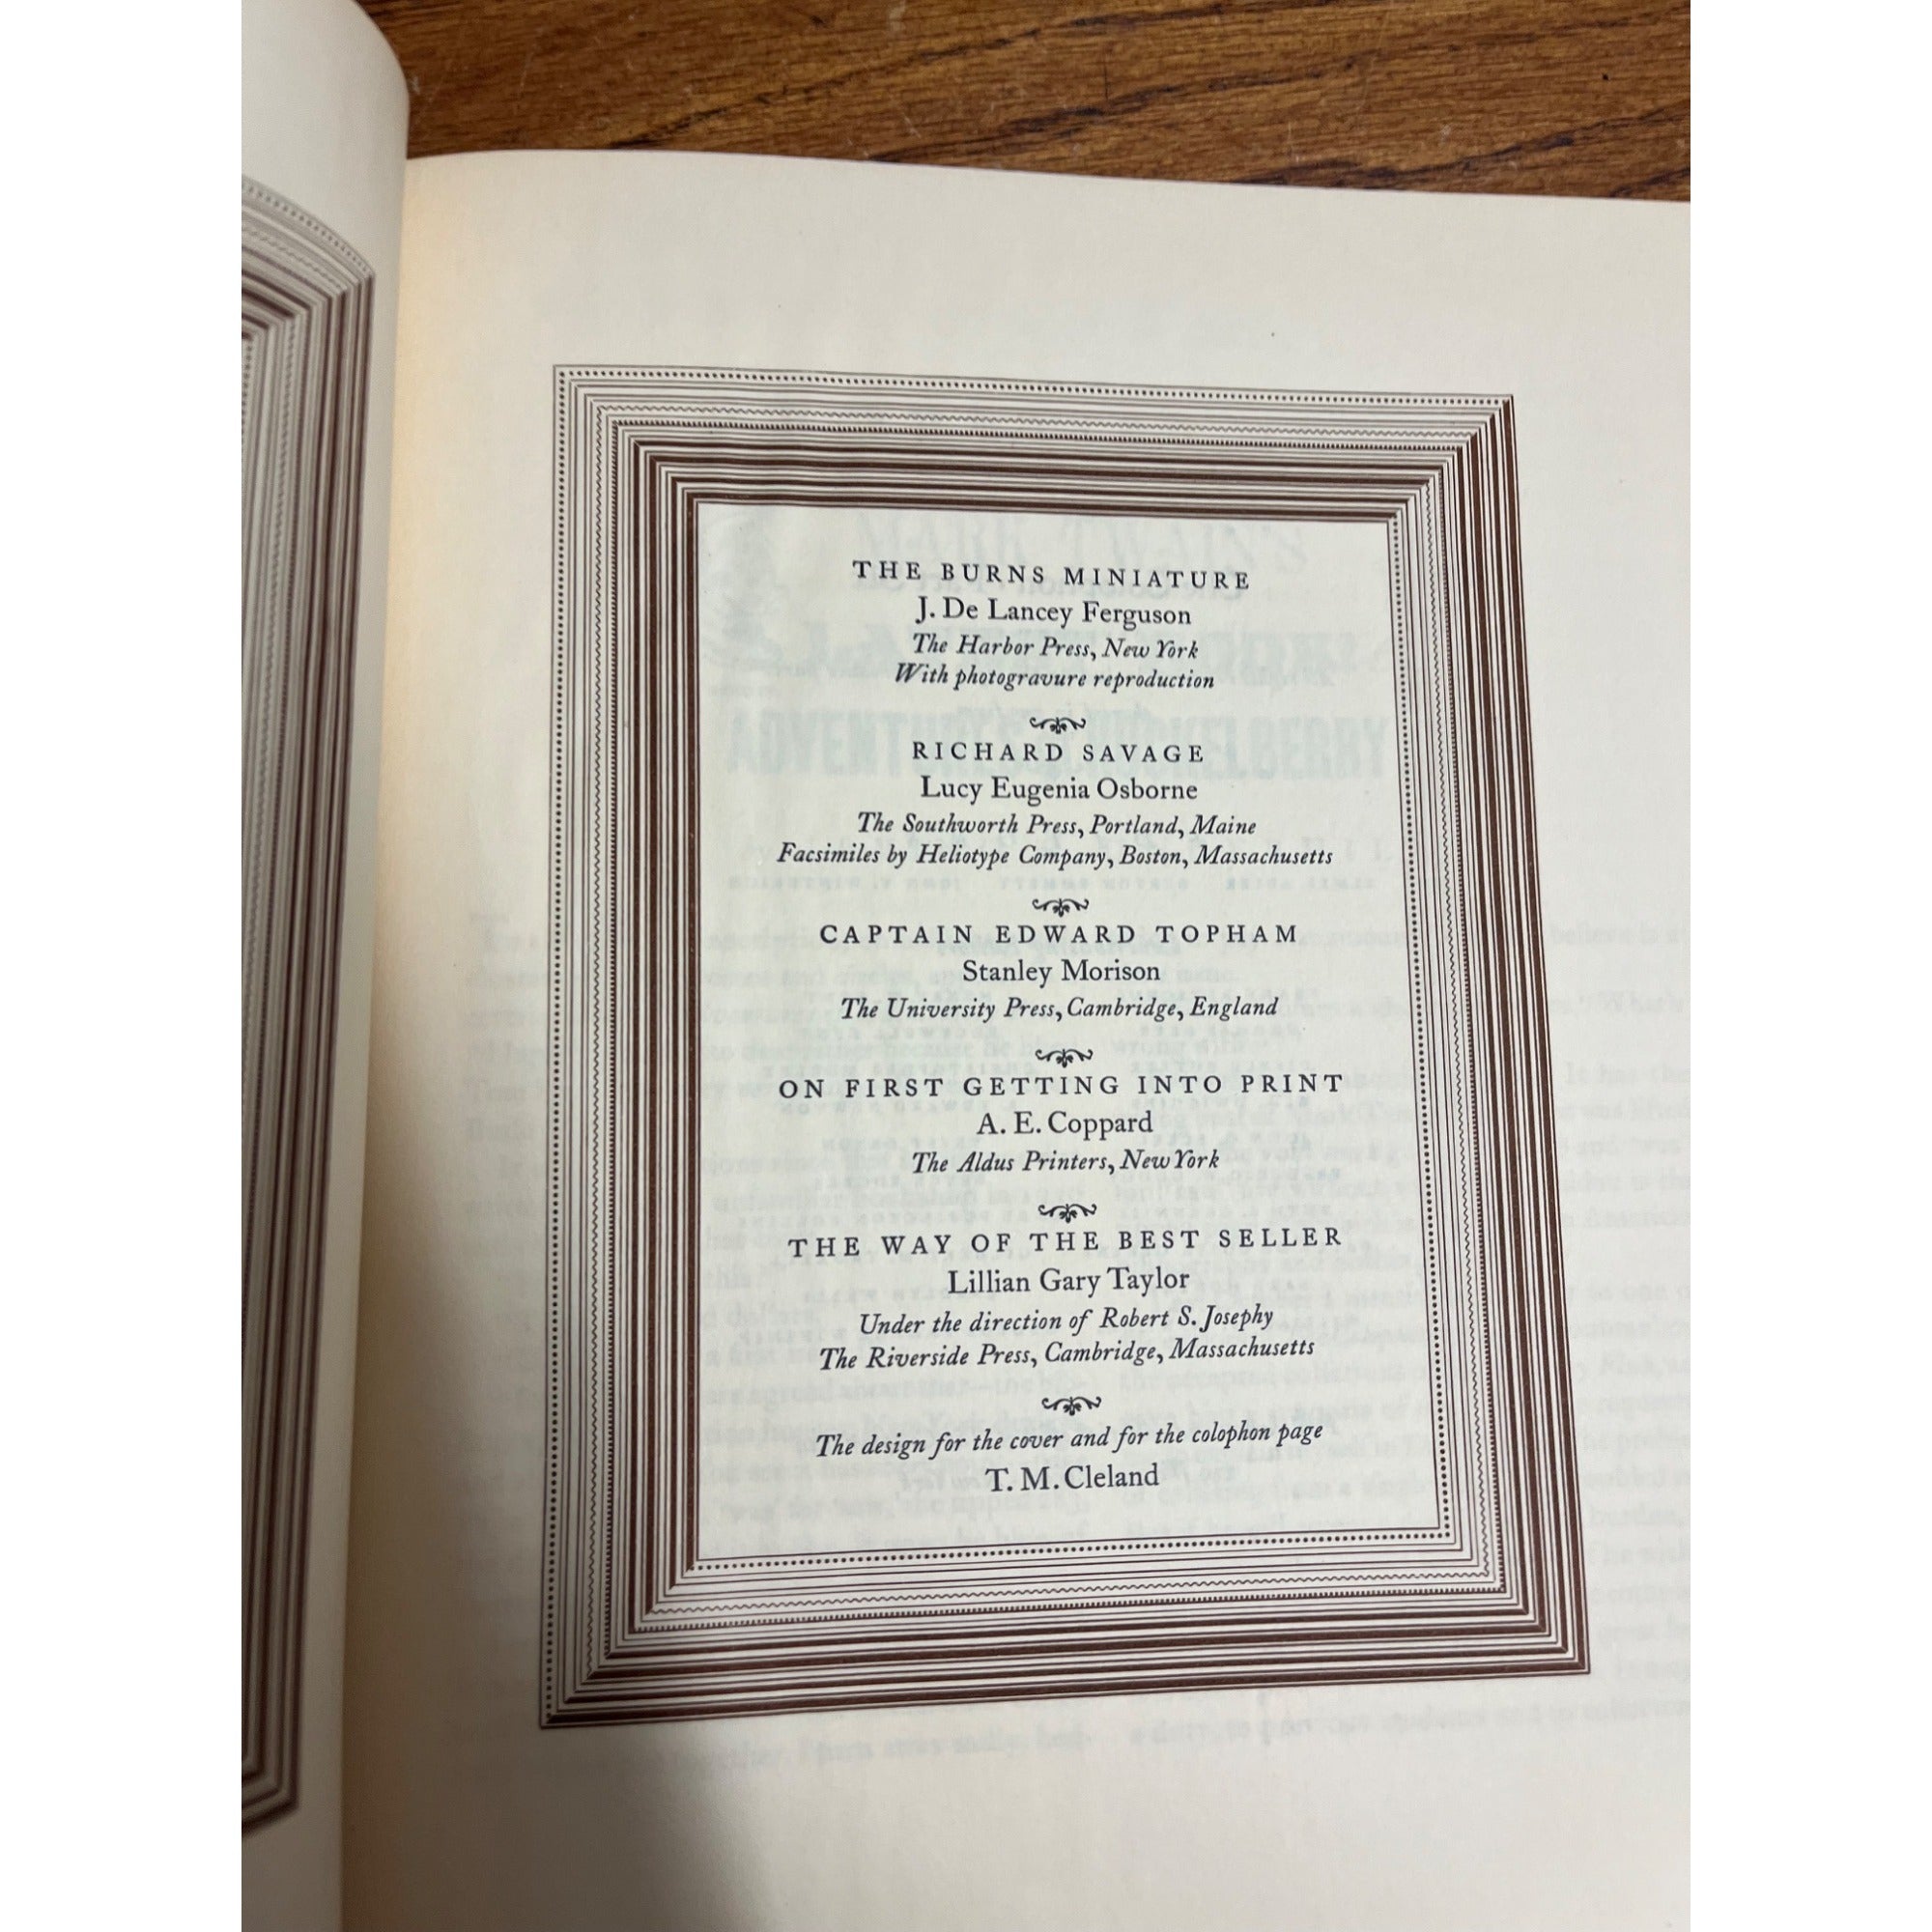 THE BURNS MINIATURE
J. De Lancey Ferguson
The Harbor Press, New York
With photogravure reproduction
RICHARD SAVAGE
Lucy Eugenia Osborne
The Southworth Press, Portland, Maine
Facsimiles by Heliotype Company, Boston, Massachusetts
CAPTAIN EDWARD TOPHAM
Stanley Morison
The University Press, Cambridge, England
ON FIRST GETTING INTO PRINT
A. E. Coppard
The Aldus Printers, New York
THE WAY OF THE BEST SELLER
Lillian Gary Taylor
Under the direction of Robert S. Josephy
The Riverside Press, Cambridge, Massachusetts
The design for the cover and for the colophon page
T. M. Cleland